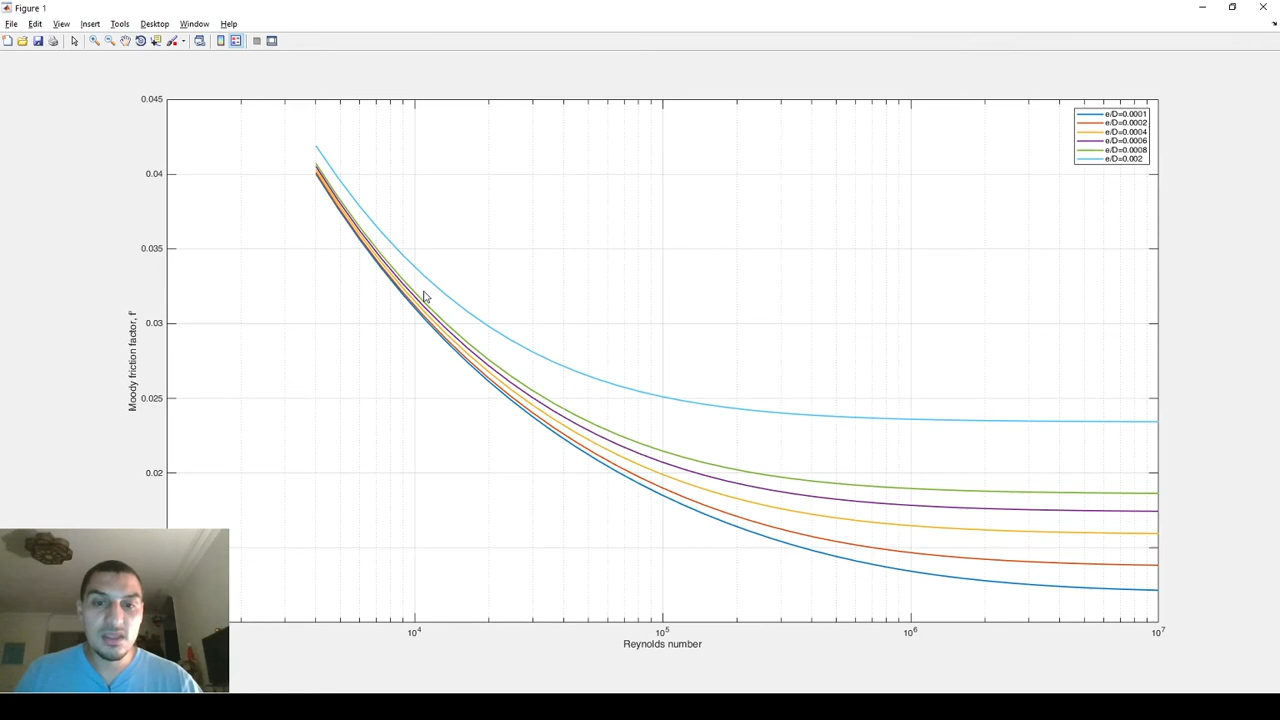 Figure 1
File Edit View Insert Tools Desktop Window Help
0.045
0.04
0.035
0.03
0.025
0.02
Moody friction factor, f
e/D=0.0001
e/D=0.0002
e/D=0.0004
e/D=0.0006
e/D=0.0008
e/D=0.002
10⁴ 10⁵ 10⁶ 10⁷
Reynolds number